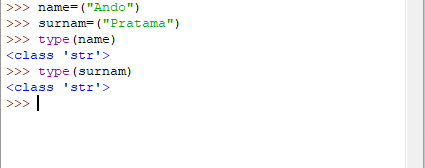 >>> name=("Ando")
>>> surnam=("Pratama")
>>> type(name)
<class 'str'>
>>> type(surnam)
<class 'str'>
>>>